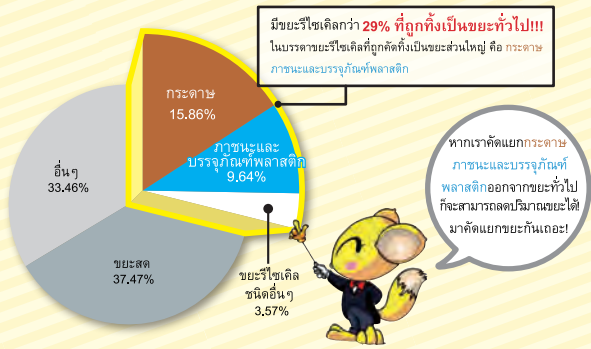 มีขยะรีไซเคิลกว่า 29% ที่ถูกทิ้งเป็นขยะทั่วไป!!!
ในบรรดาขยะรีไซเคิลที่ถูกคัดทิ้งเป็นขยะส่วนใหญ่ คือ กระดาษ
ภาชนะและบรรจุภัณฑ์พลาสติก
กระดาษ
15.86%
ภาชนะและ
บรรจุภัณฑ์พลาสติก
9.64%
อื่นๆ
33.46%
ขยะสด
37.47%
ขยะรีไซเคิล
ชนิดอื่นๆ
3.57%
หากเราคัดแยกกระดาษ
ภาชนะและบรรจุภัณฑ์
พลาสติกออกจากขยะทั่วไป
ก็จะสามารถลดปริมาณขยะได้!
มาคัดแยกขยะกันเถอะ!